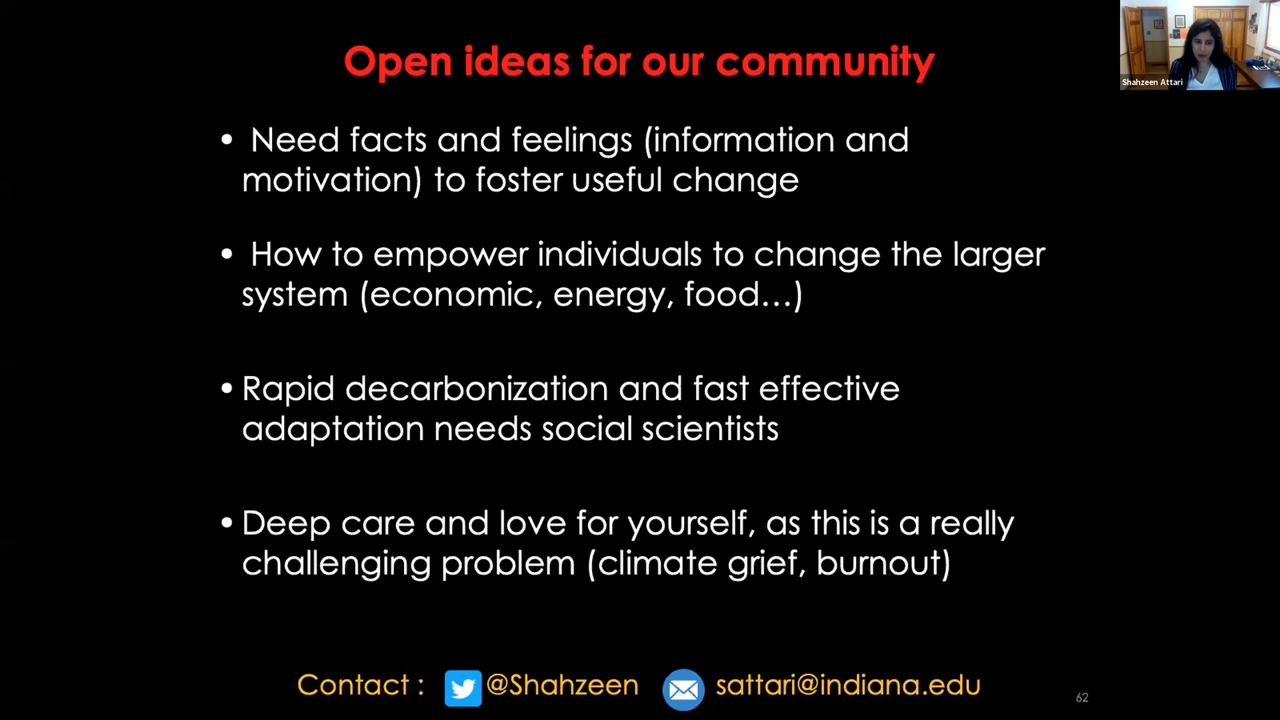 Open ideas for our community
Shahzeen Attari
• Need facts and feelings (information and
motivation) to foster useful change
• How to empower individuals to change the larger
system (economic, energy, food...)
• Rapid decarbonization and fast effective
adaptation needs social scientists
• Deep care and love for yourself, as this is a really
challenging problem (climate grief, burnout)
Contact : @Shahzeen sattari@indiana.edu
62